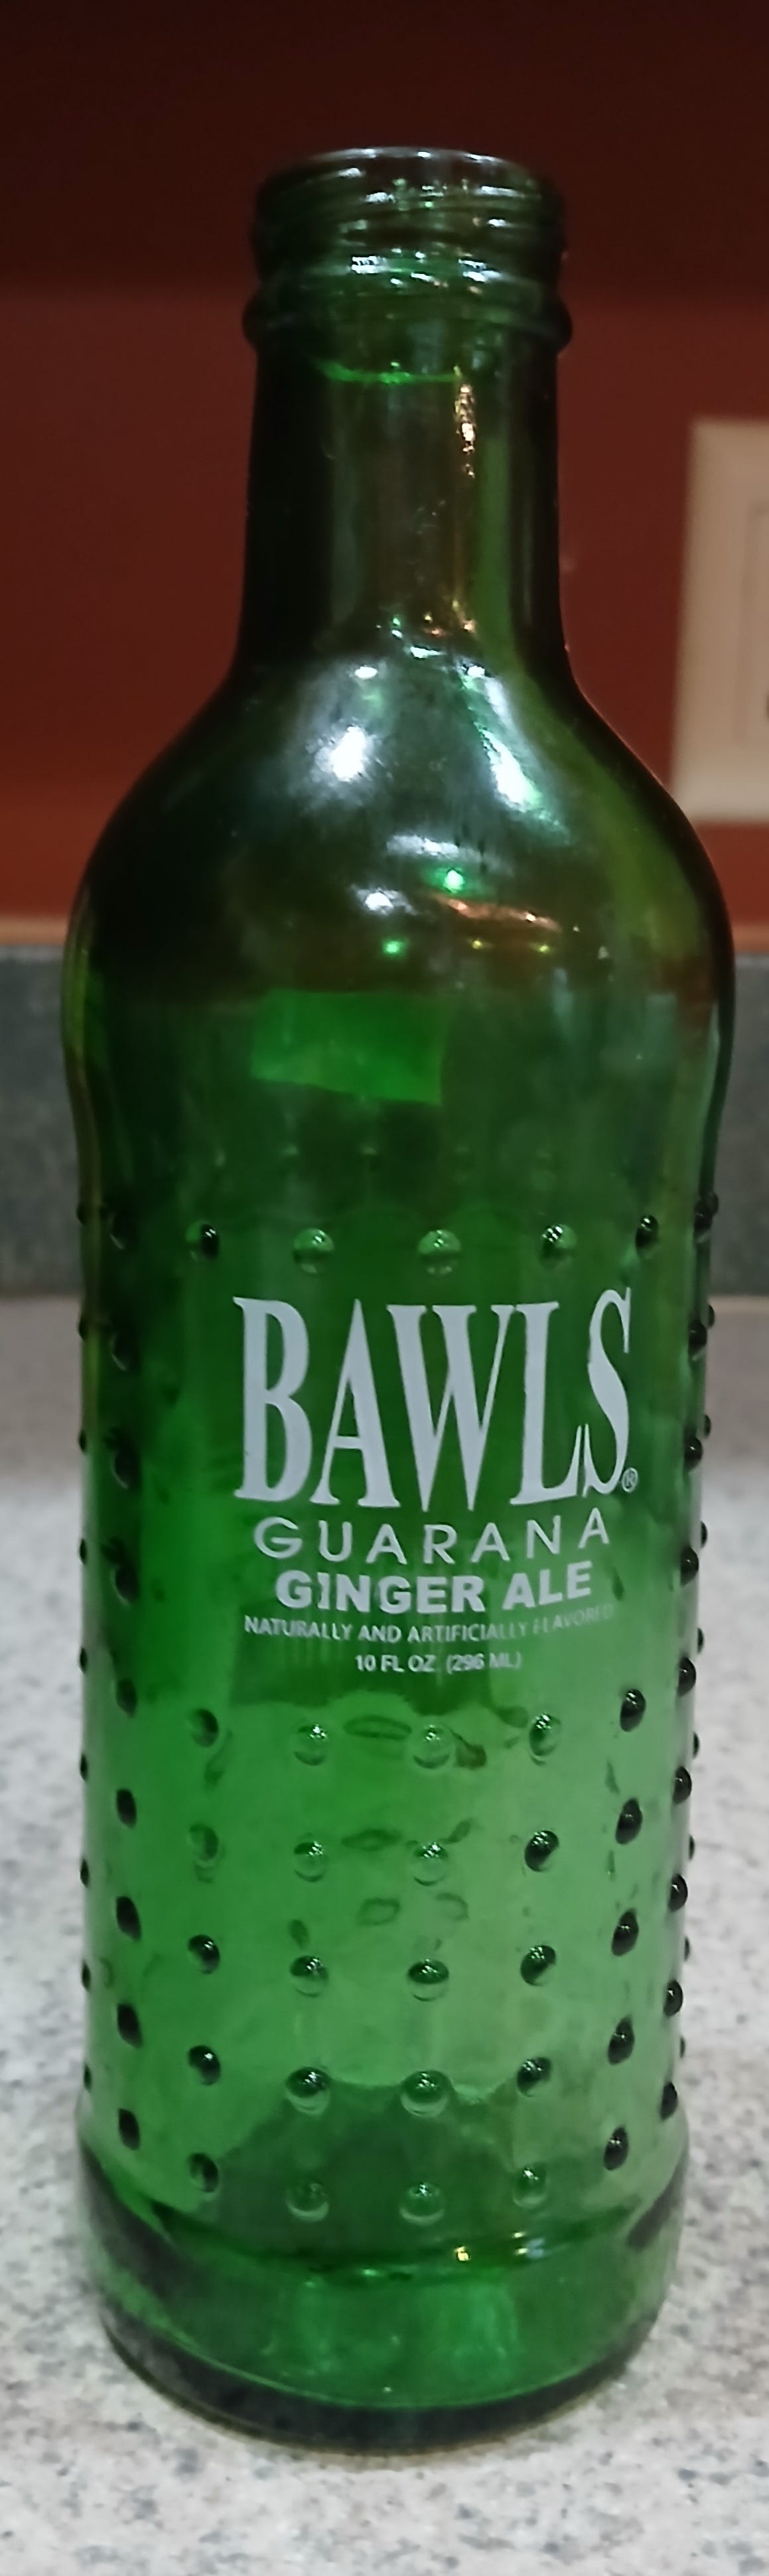 BAWLS®
GUARANA
GINGER ALE
NATURALLY AND ARTIFICIALLY FLAVORED
10 FL OZ (296 ML)